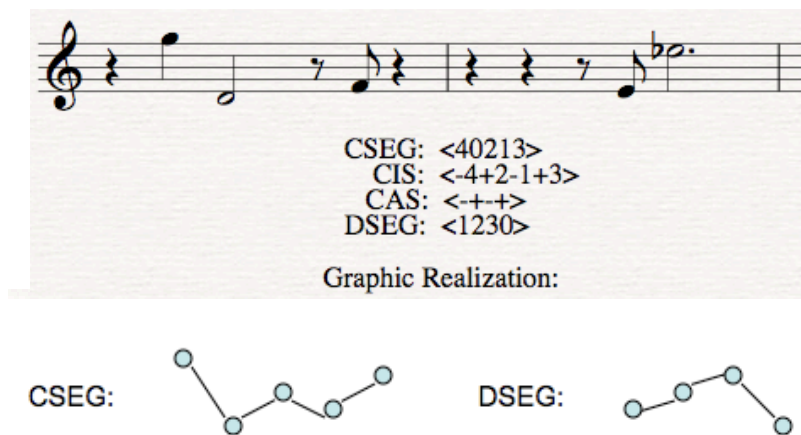 CSEG: <40213>
CIS: <-4+2-1+3>
CAS: <-+-+>
DSEG: <1230>
Graphic Realization:
CSEG: DSEG: